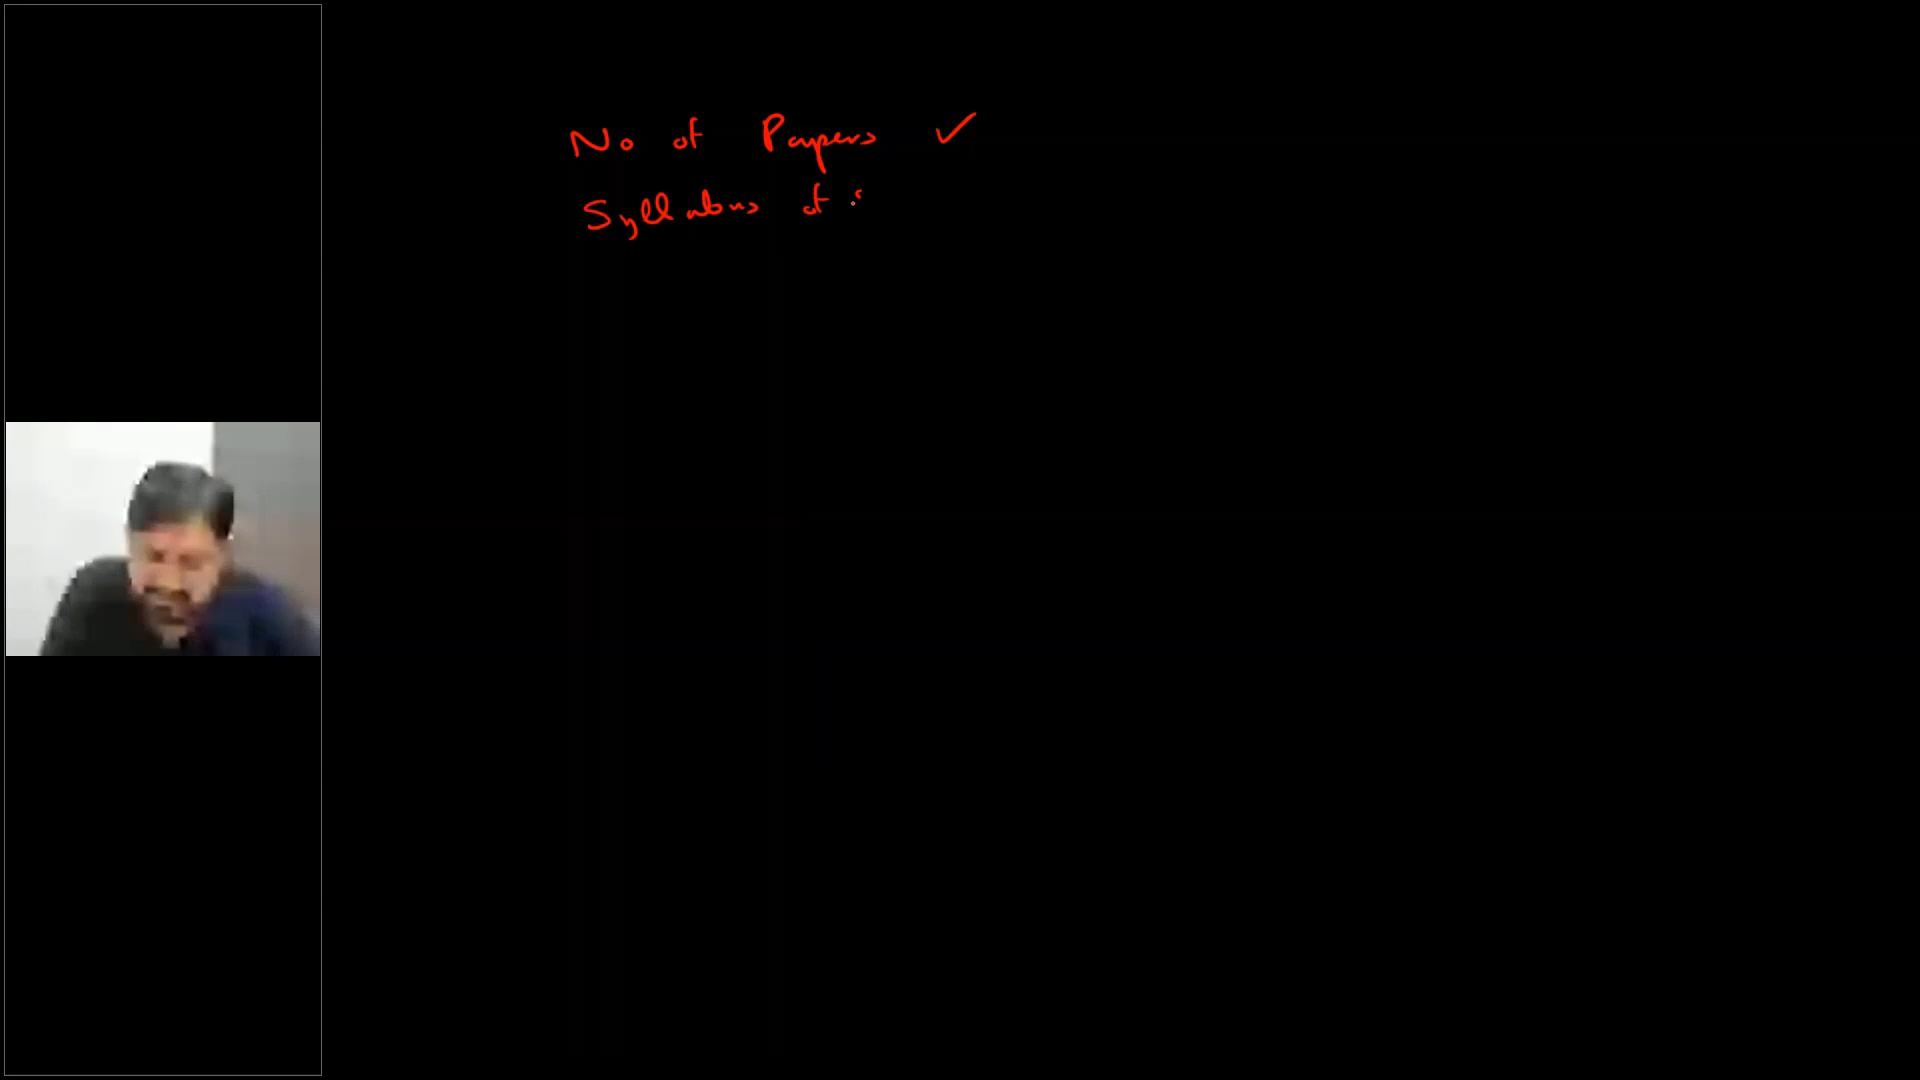 No of Papers ✓
Syllabus of